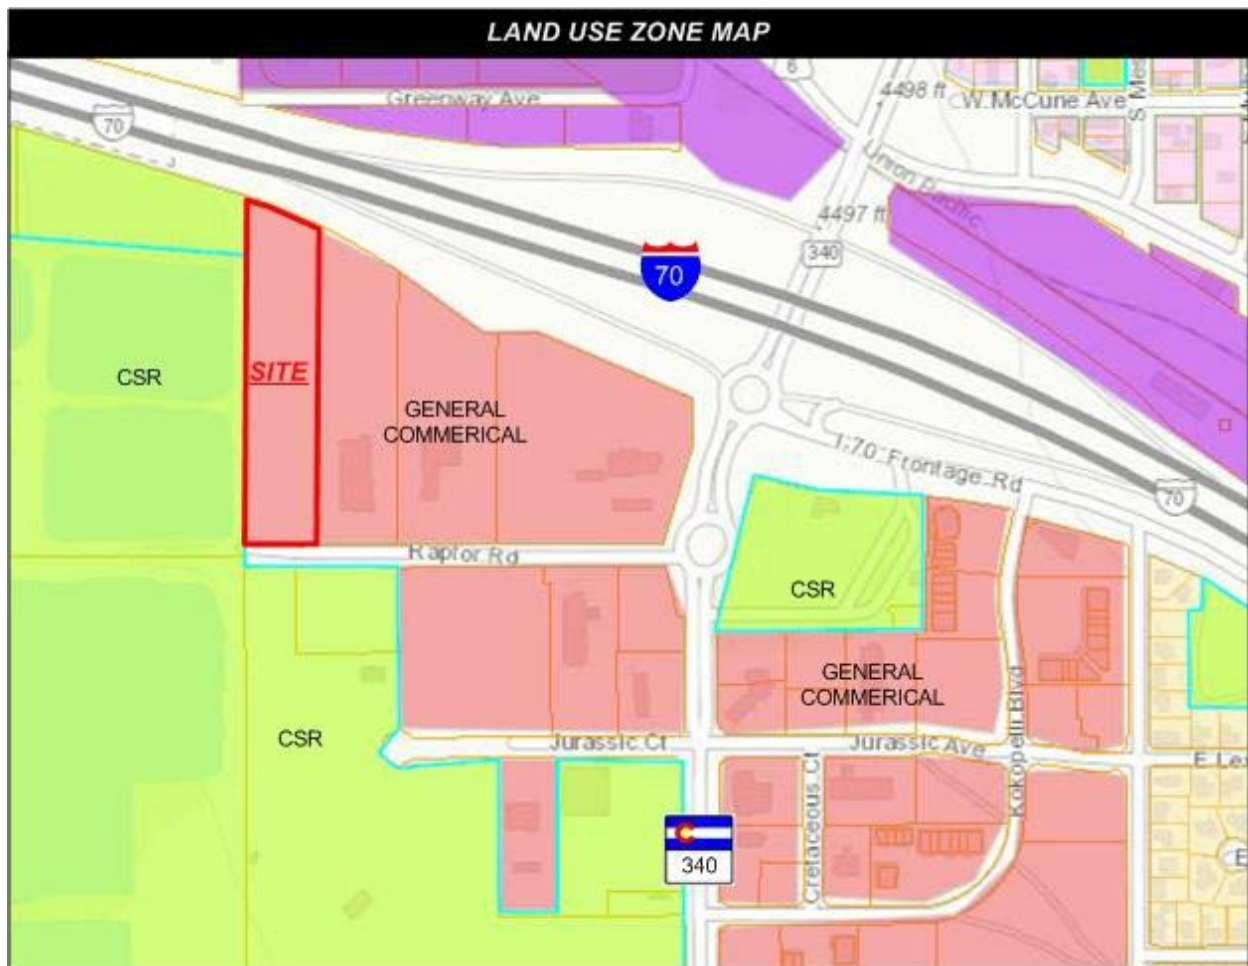 LAND USE ZONE MAP
6
4498 ft
Greenway Ave
W. McCune Ave
70
Union Pacific
4497 ft
340
70
CSR
SITE
GENERAL
COMMERICAL
I-70 Frontage Rd
70
Raptor Rd
CSR
GENERAL
COMMERICAL
CSR
Jurassic Ct
Jurassic Ave
Kokopelli Blvd
Cretaceous Ct
340